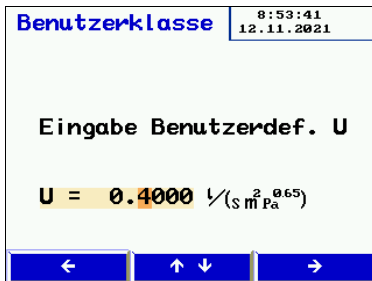 Benutzerklasse
8:53:41
12.11.2021
Eingabe Benutzerdef. U
U = 0.4000 l/(s m² Pa^0.65)
← ↑ ↓ →